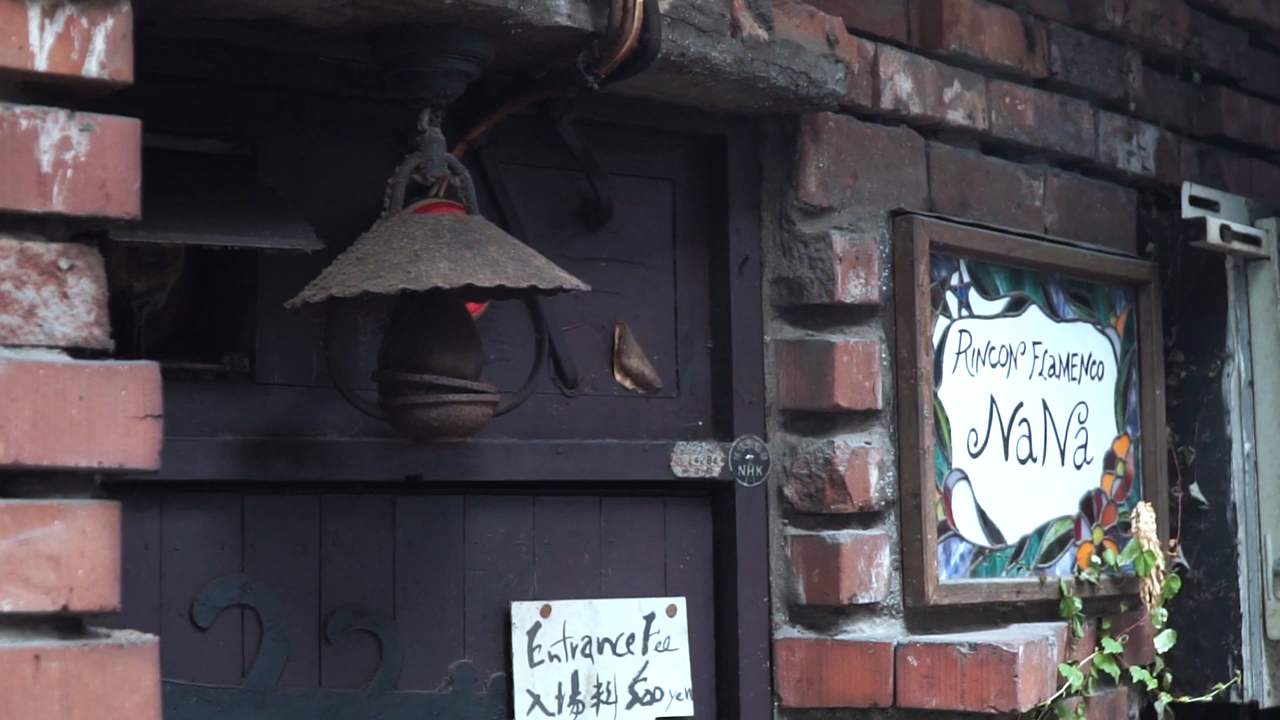 RINCON FLAMENCO
NaNa
NHK
Entrance Fee
入場料 500 yen